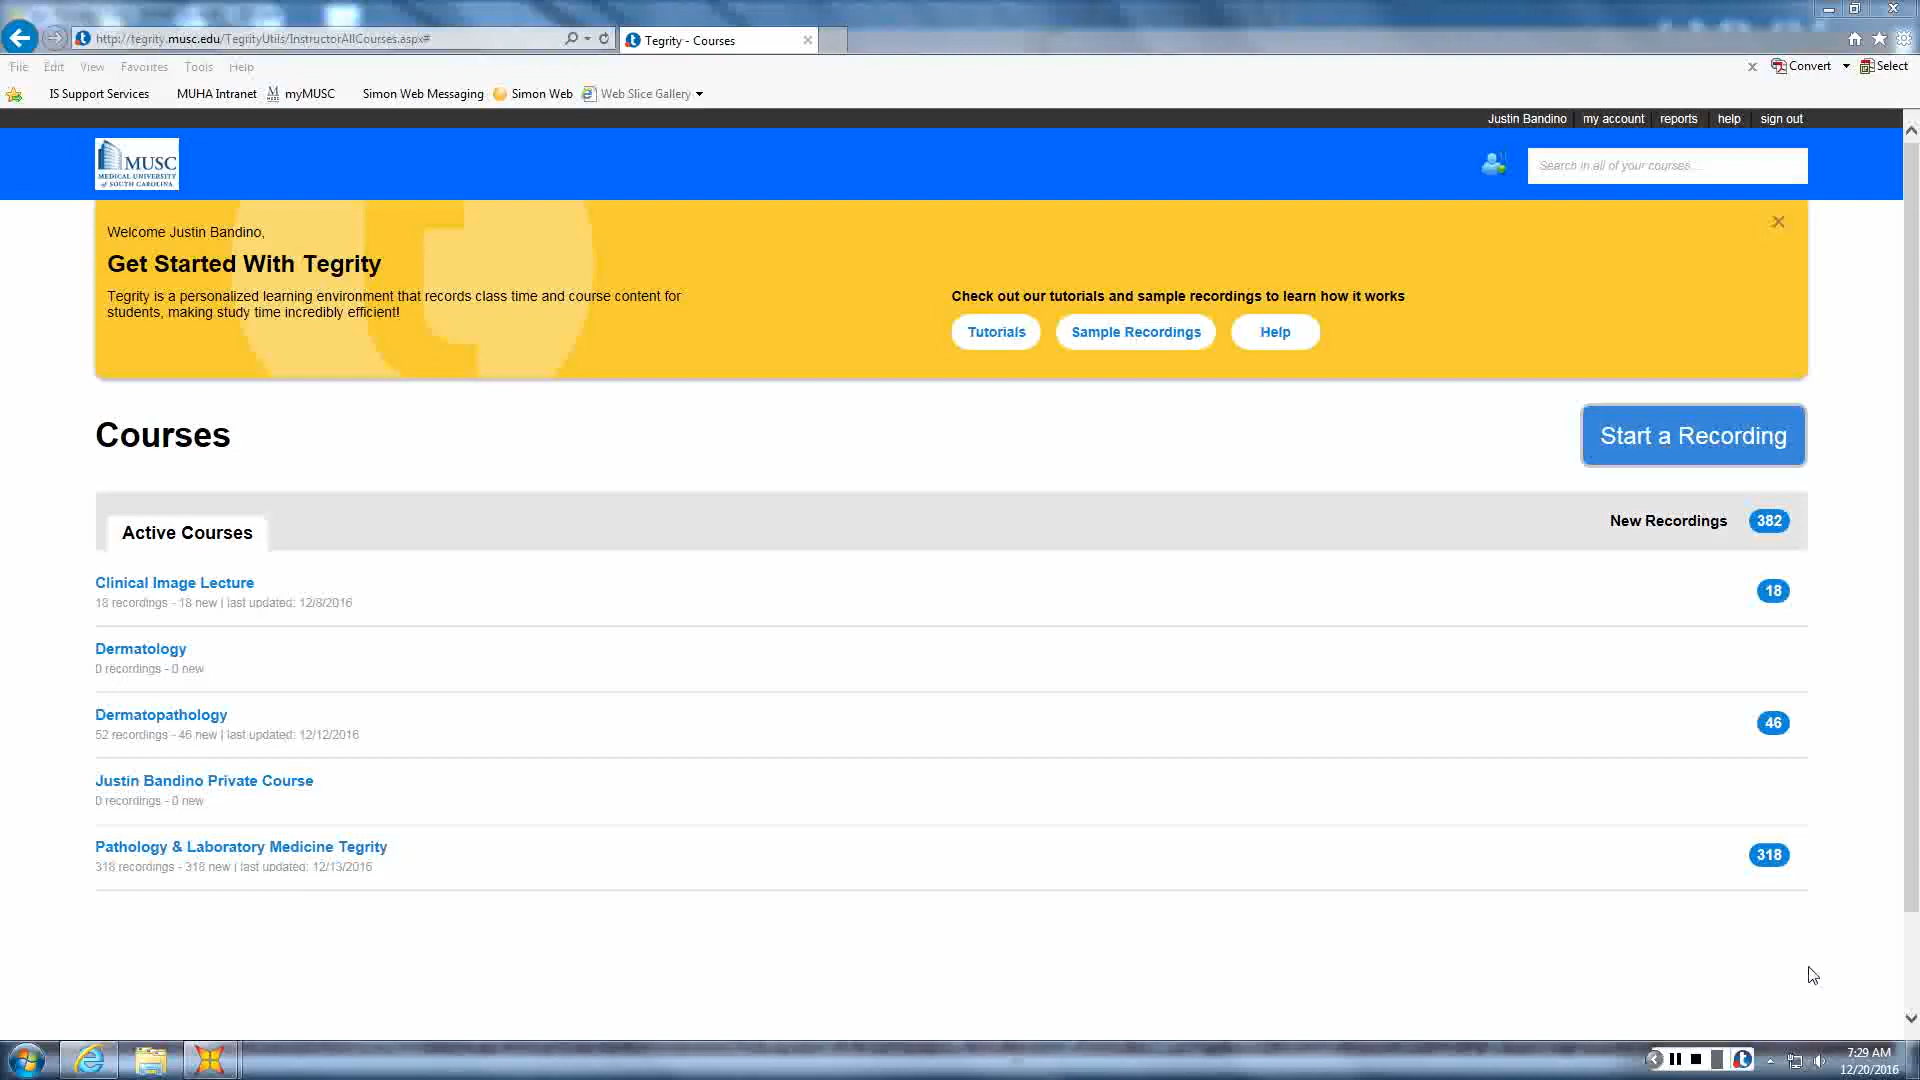 http://tegrity.musc.edu/TegrityUtils/InstructorAllCourses.aspx#
Tegrity - Courses
File Edit View Favorites Tools Help
Convert Select
IS Support Services MUHA Intranet myMUSC Simon Web Messaging Simon Web Web Slice Gallery
Justin Bandino my account reports help sign out
MUSC
MEDICAL UNIVERSITY
of SOUTH CAROLINA
Search in all of your courses...
Welcome Justin Bandino,
Get Started With Tegrity
Tegrity is a personalized learning environment that records class time and course content for
students, making study time incredibly efficient!
Check out our tutorials and sample recordings to learn how it works
Tutorials Sample Recordings Help
Courses
Start a Recording
Active Courses
New Recordings 382
Clinical Image Lecture
18 recordings - 18 new | last updated: 12/8/2016
18
Dermatology
0 recordings - 0 new
Dermatopathology
52 recordings - 46 new | last updated: 12/12/2016
46
Justin Bandino Private Course
0 recordings - 0 new
Pathology & Laboratory Medicine Tegrity
318 recordings - 318 new | last updated: 12/13/2016
318
7:29 AM
12/20/2016